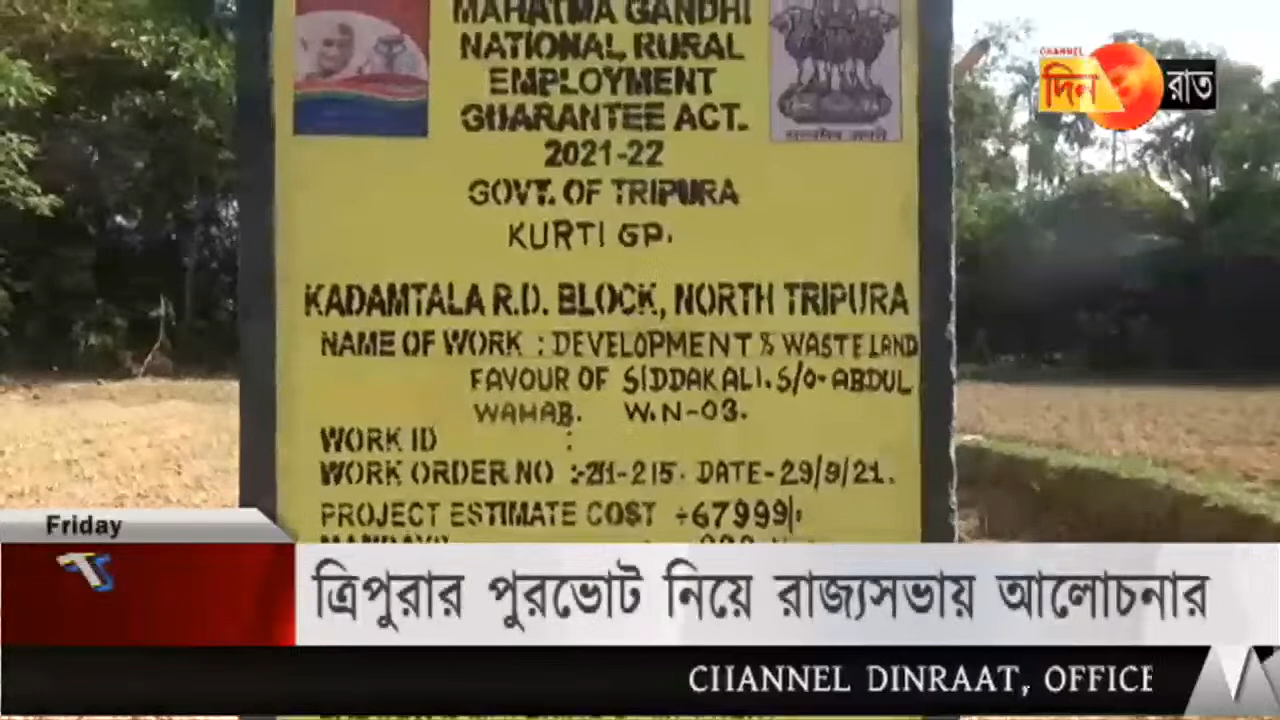 MAHATMA GANDHI
NATIONAL RURAL
EMPLOYMENT
GUARANTEE ACT.
2021-22
GOVT. OF TRIPURA
KURTI GP.
KADAMTALA R.D. BLOCK, NORTH TRIPURA
NAME OF WORK : DEVELOPMENT & WASTE LAND
FAVOUR OF SIDDAK ALI. S/O- ABDUL
WAHAB. W.N-03.
WORK ID :
WORK ORDER NO :-211-215. DATE-29/9/21.
PROJECT ESTIMATE COST ÷67999/-
CHANNEL
দিন রাত
Friday
ত্রিপুরার পুরভোট নিয়ে রাজ্যসভায় আলোচনার
CHANNEL DINRAAT, OFFICE